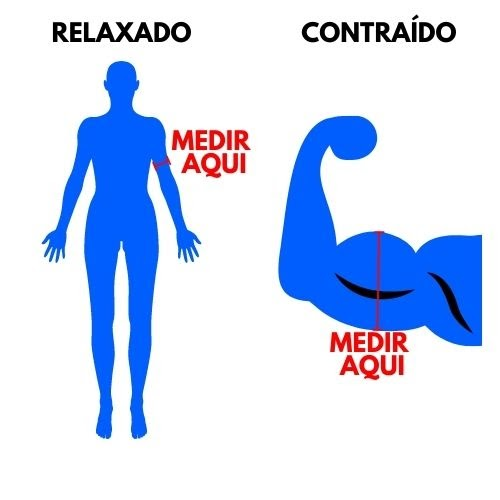 RELAXADO
CONTRAÍDO
MEDIR
AQUI
MEDIR
AQUI